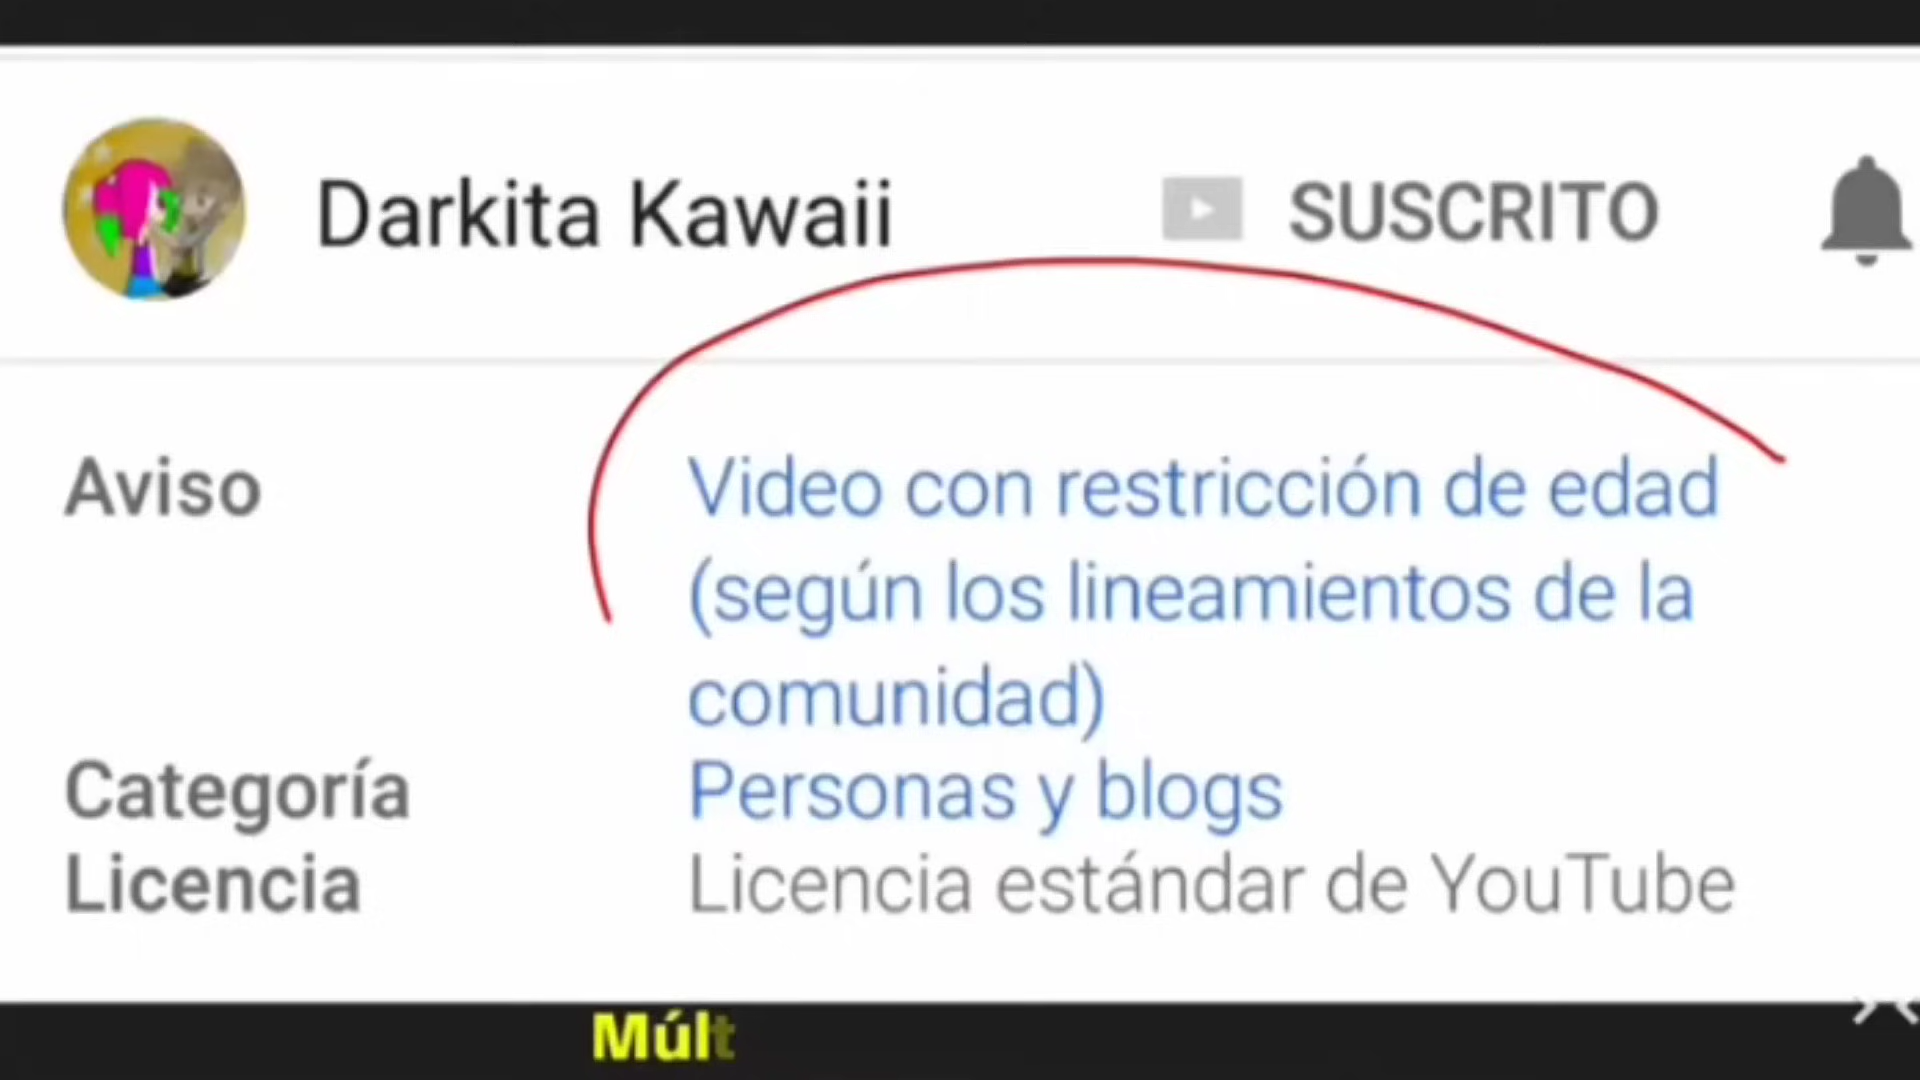 Darkita Kawaii SUSCRITO
Aviso Video con restricción de edad
(según los lineamientos de la
comunidad)
Categoría Personas y blogs
Licencia Licencia estándar de YouTube
Múlt